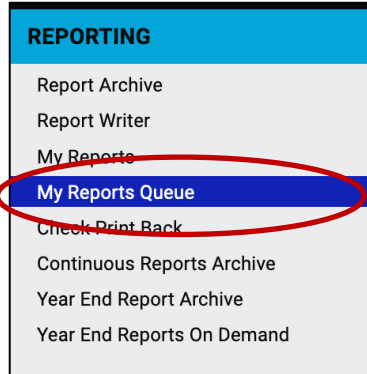 REPORTING
Report Archive
Report Writer
My Reports
My Reports Queue
Check Print Back
Continuous Reports Archive
Year End Report Archive
Year End Reports On Demand